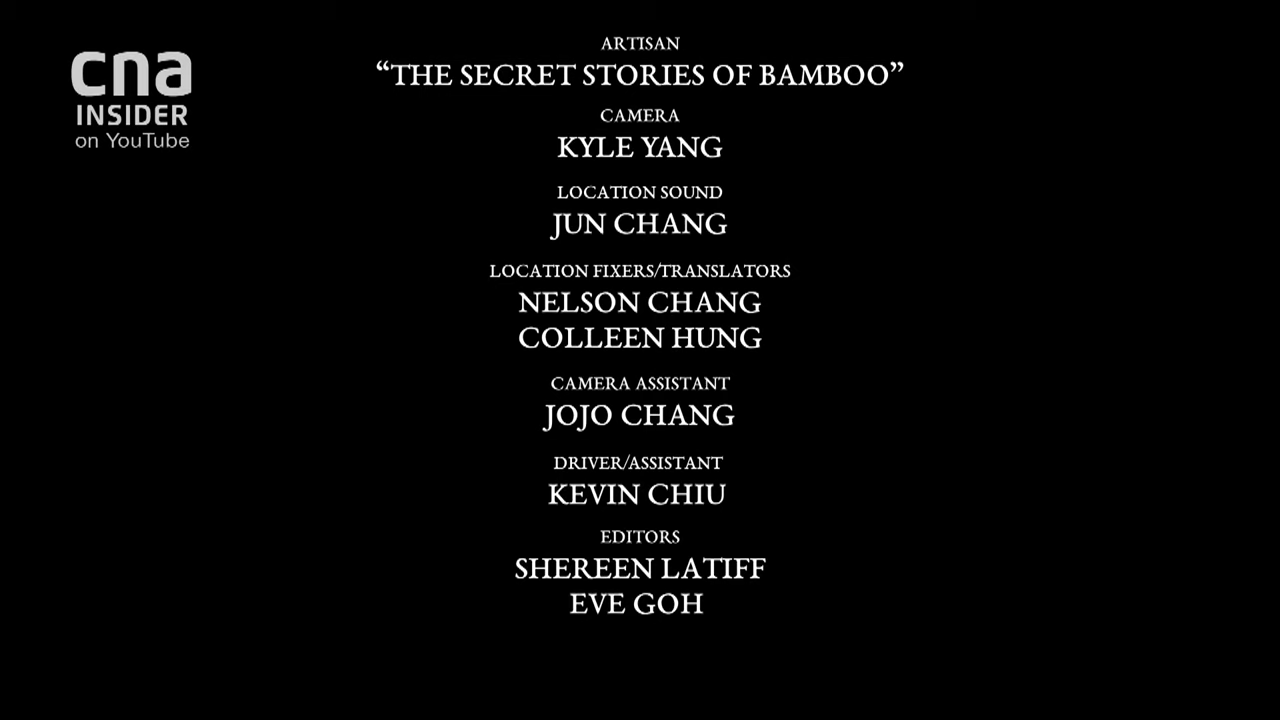 cna
INSIDER
on YouTube
ARTISAN
“THE SECRET STORIES OF BAMBOO”
CAMERA
KYLE YANG
LOCATION SOUND
JUN CHANG
LOCATION FIXERS/TRANSLATORS
NELSON CHANG
COLLEEN HUNG
CAMERA ASSISTANT
JOJO CHANG
DRIVER/ASSISTANT
KEVIN CHIU
EDITORS
SHEREEN LATIFF
EVE GOH